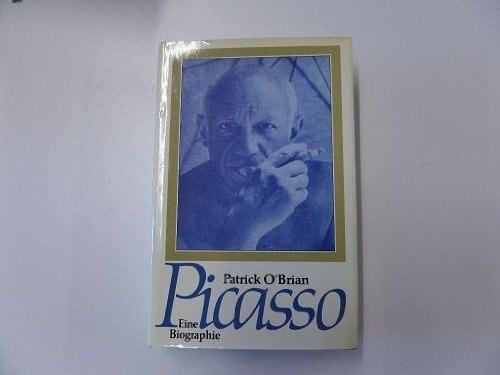 Patrick O'Brian
Picasso
Eine
Biographie